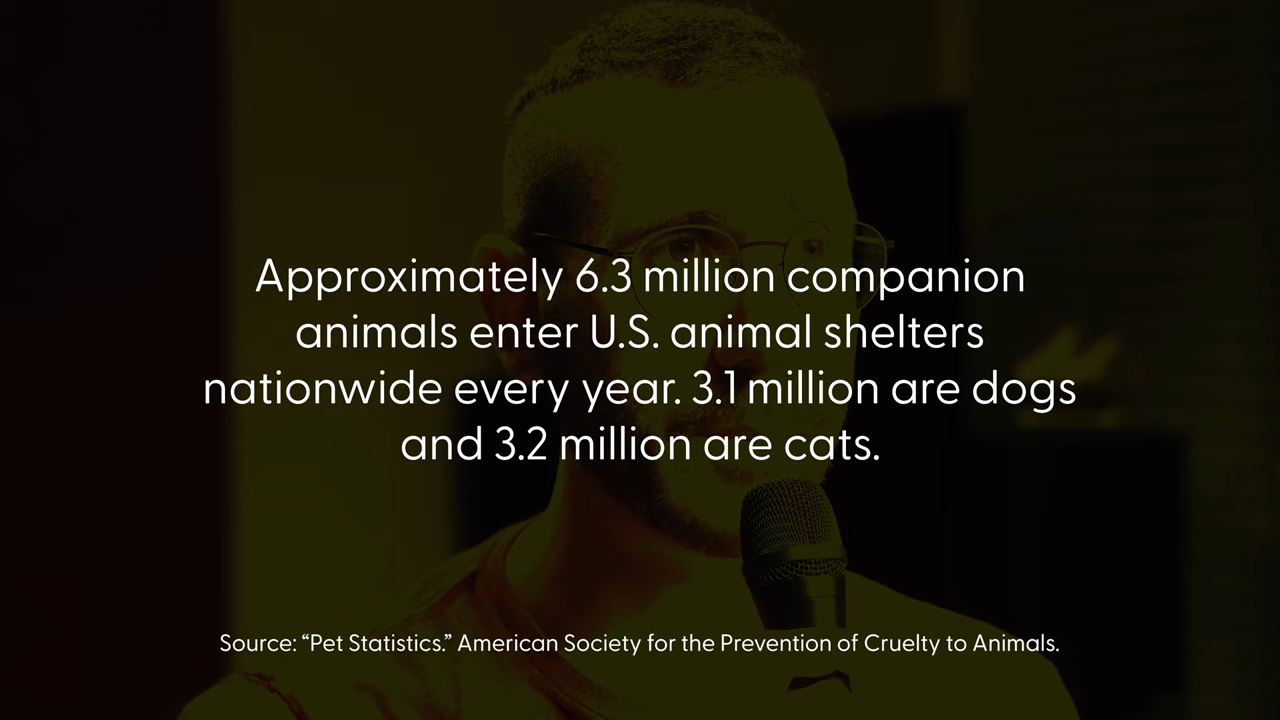 Approximately 6.3 million companion
animals enter U.S. animal shelters
nationwide every year. 3.1 million are dogs
and 3.2 million are cats.
Source: “Pet Statistics.” American Society for the Prevention of Cruelty to Animals.